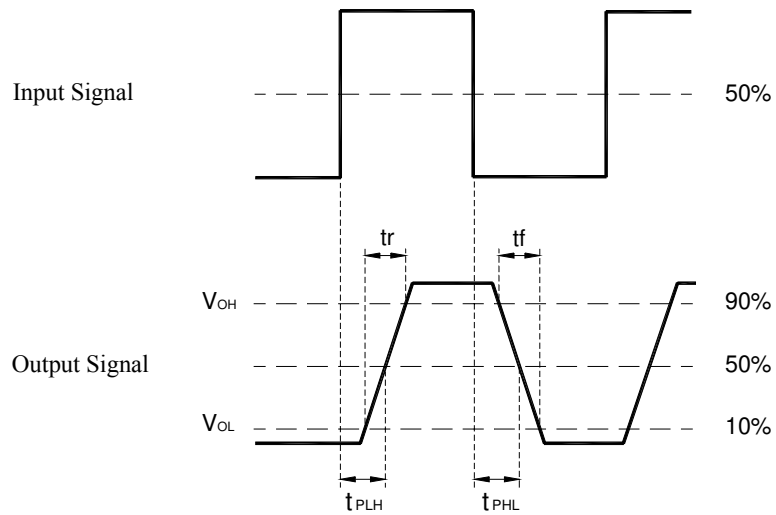 Input Signal
50%
tr
tf
VOH
90%
Output Signal
50%
VOL
10%
tPLH
tPHL